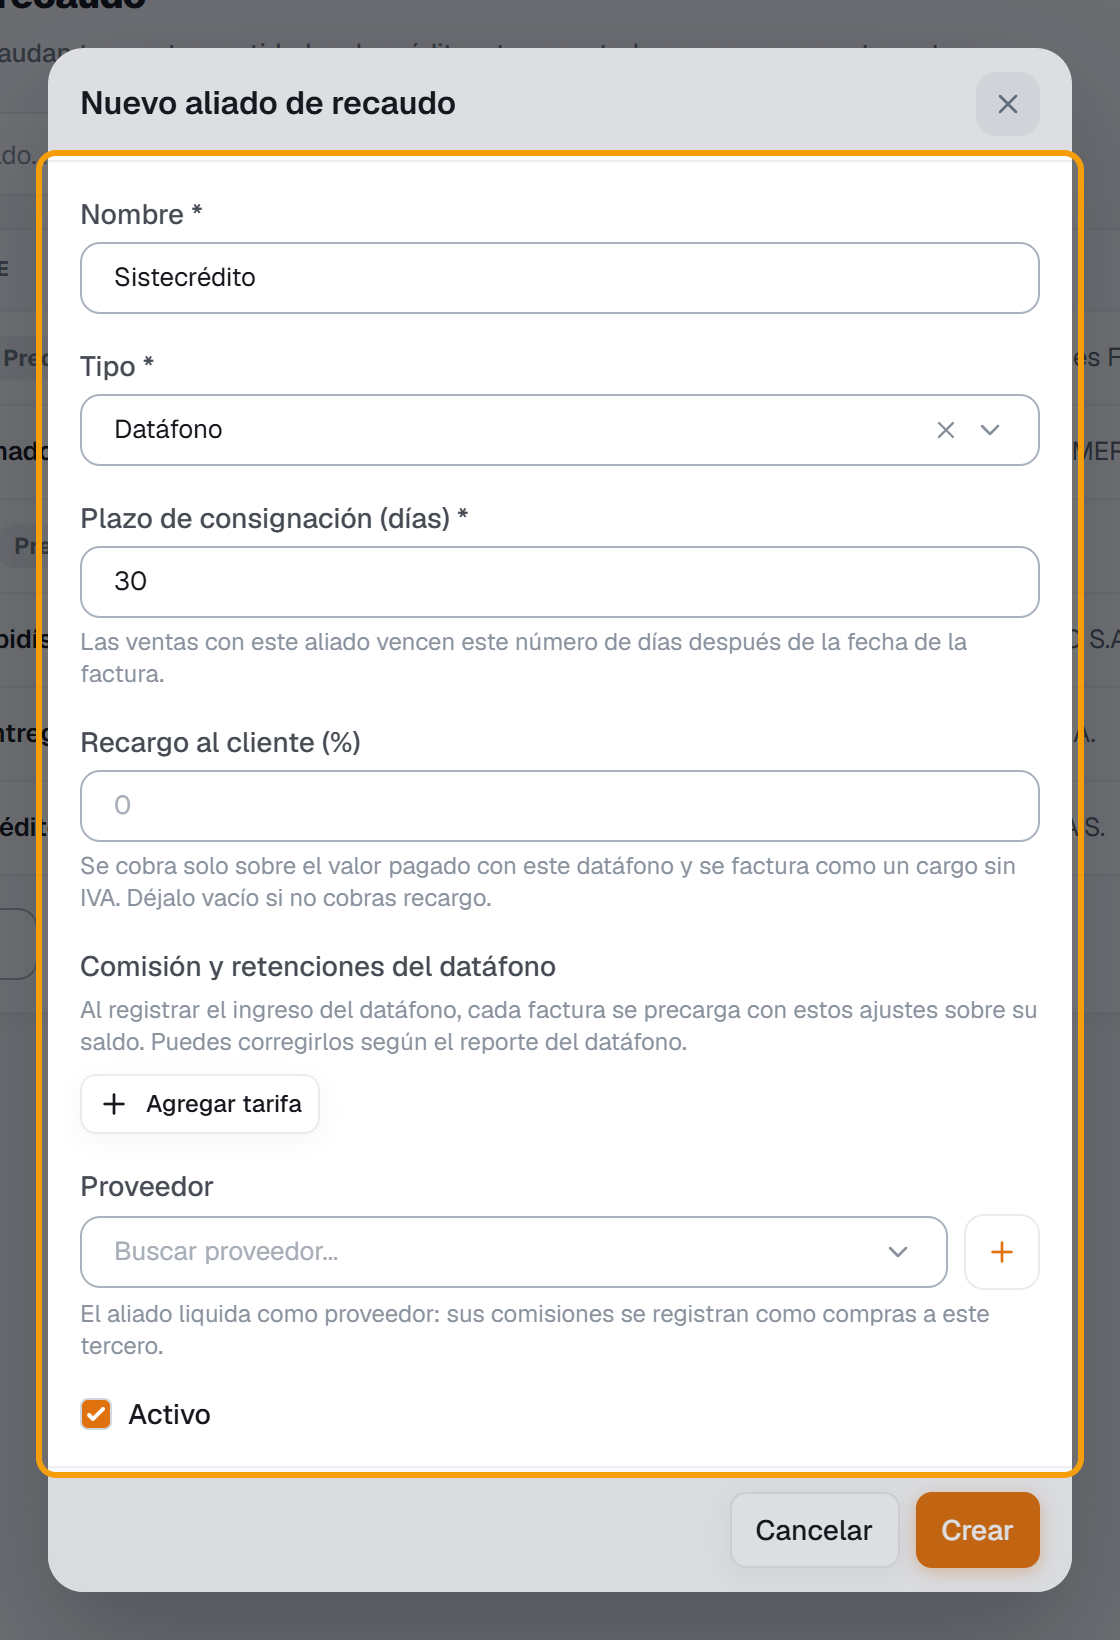 Nuevo aliado de recaudo
Nombre *
Sistecrédito
Tipo *
Datáfono
Plazo de consignación (días) *
30
Las ventas con este aliado vencen este número de días después de la fecha de la
factura.
Recargo al cliente (%)
0
Se cobra solo sobre el valor pagado con este datáfono y se factura como un cargo sin
IVA. Déjalo vacío si no cobras recargo.
Comisión y retenciones del datáfono
Al registrar el ingreso del datáfono, cada factura se precarga con estos ajustes sobre su
saldo. Puedes corregirlos según el reporte del datáfono.
Agregar tarifa
Proveedor
Buscar proveedor...
El aliado liquida como proveedor: sus comisiones se registran como compras a este
tercero.
Activo
Cancelar
Crear